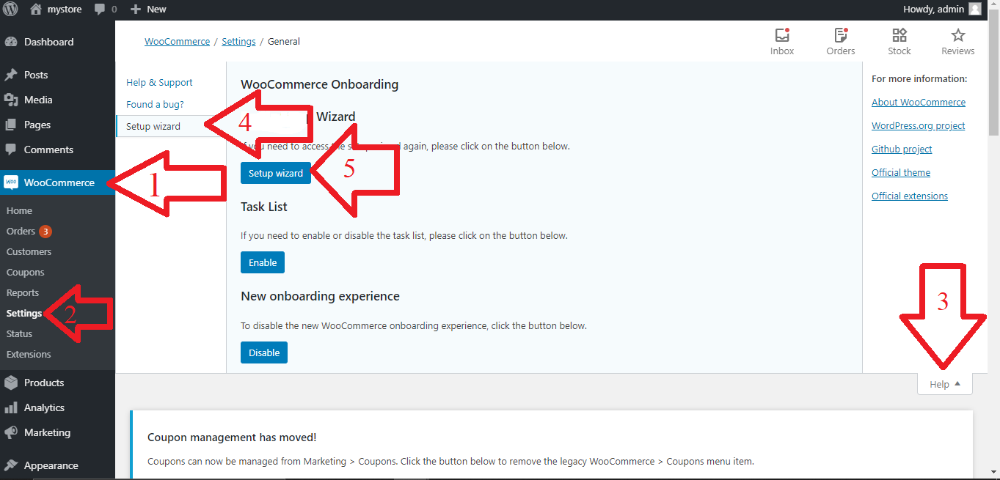 mystore
0
New
Howdy, admin
Dashboard
Posts
Media
Pages
Comments
WooCommerce
Home
Orders 3
Customers
Coupons
Reports
Settings
Status
Extensions
Products
Analytics
Marketing
Appearance
1
2
WooCommerce / Settings / General
Inbox
Orders
Stock
Reviews
Help & Support
Found a bug?
Setup wizard
4
WooCommerce Onboarding
Wizard
you need to access the again, please click on the button below.
Setup wizard
5
Task List
If you need to enable or disable the task list, please click on the button below.
Enable
New onboarding experience
To disable the new WooCommerce onboarding experience, click the button below.
Disable
For more information:
About WooCommerce
WordPress.org project
Github project
Official theme
Official extensions
3
Help
Coupon management has moved!
Coupons can now be managed from Marketing > Coupons. Click the button below to remove the legacy WooCommerce > Coupons menu item.